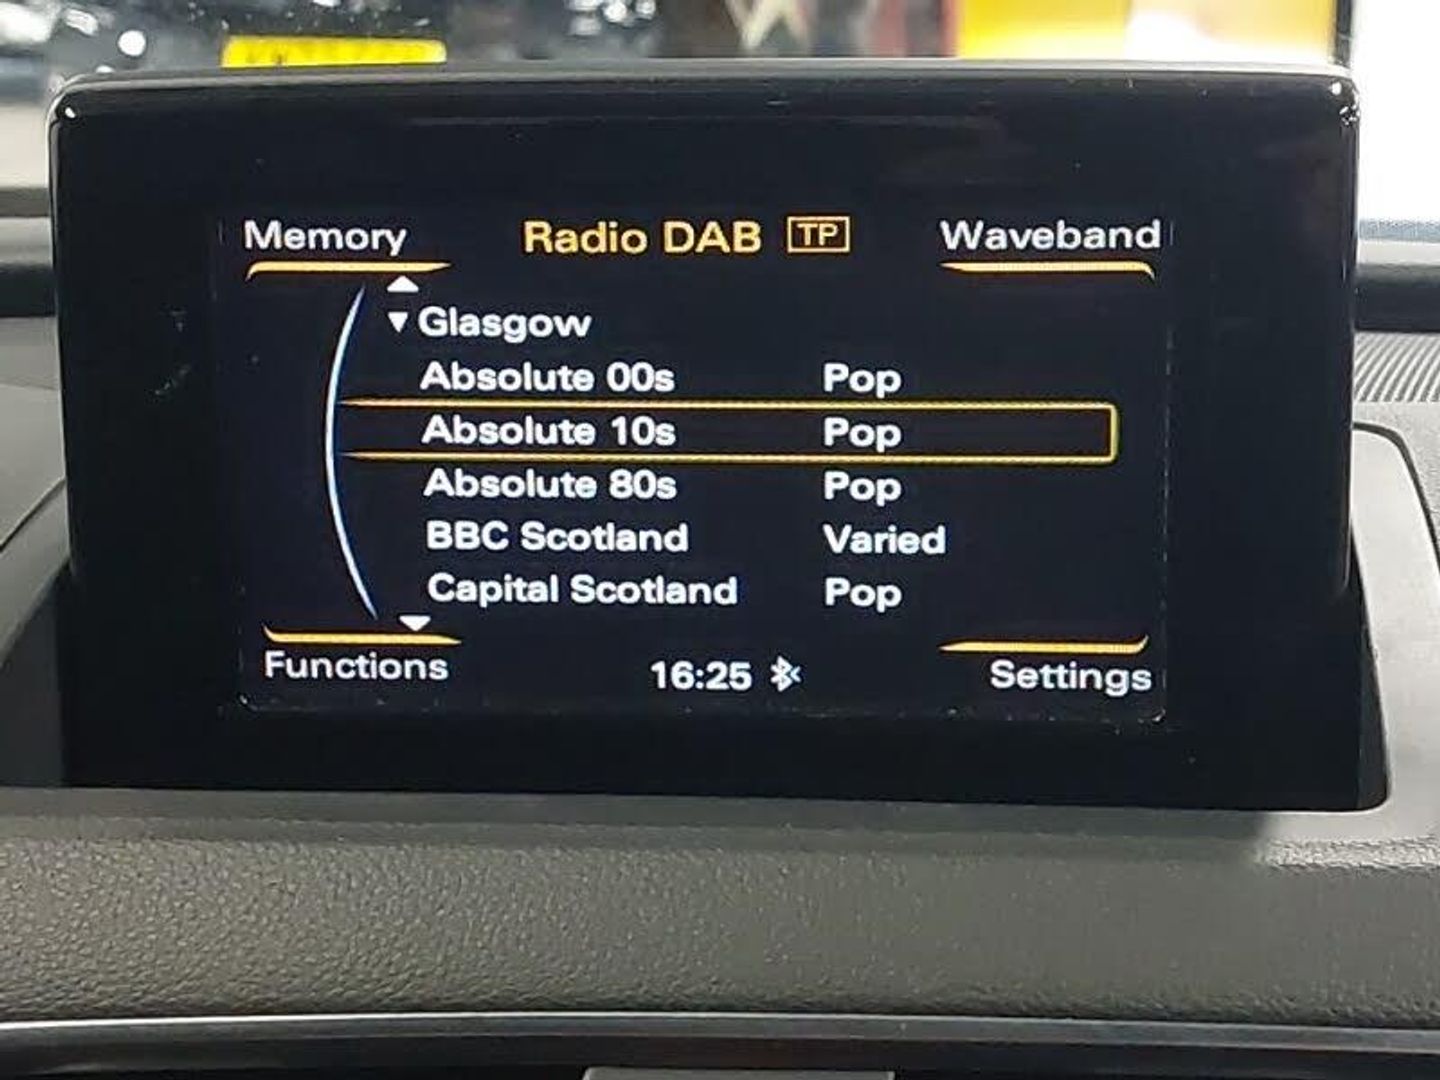 Memory Radio DAB TP Waveband
Glasgow
Absolute 00s Pop
Absolute 10s Pop
Absolute 80s Pop
BBC Scotland Varied
Capital Scotland Pop
Functions 16:25 Settings